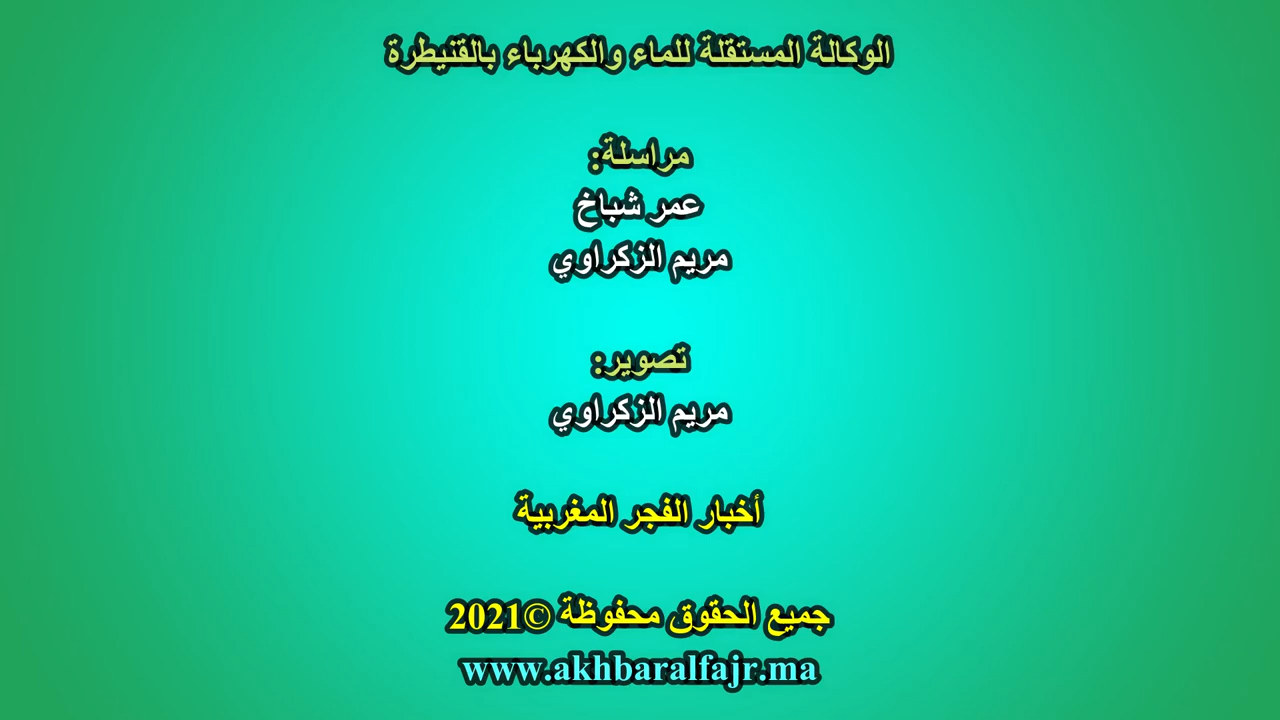 الوكالة المستقلة للماء والكهرباء بالقنيطرة
مراسلة:
عمر شباخ
مريم الزكراوي
تصوير:
مريم الزكراوي
أخبار الفجر المغربية
جميع الحقوق محفوظة ©2021
www.akhbaralfajr.ma